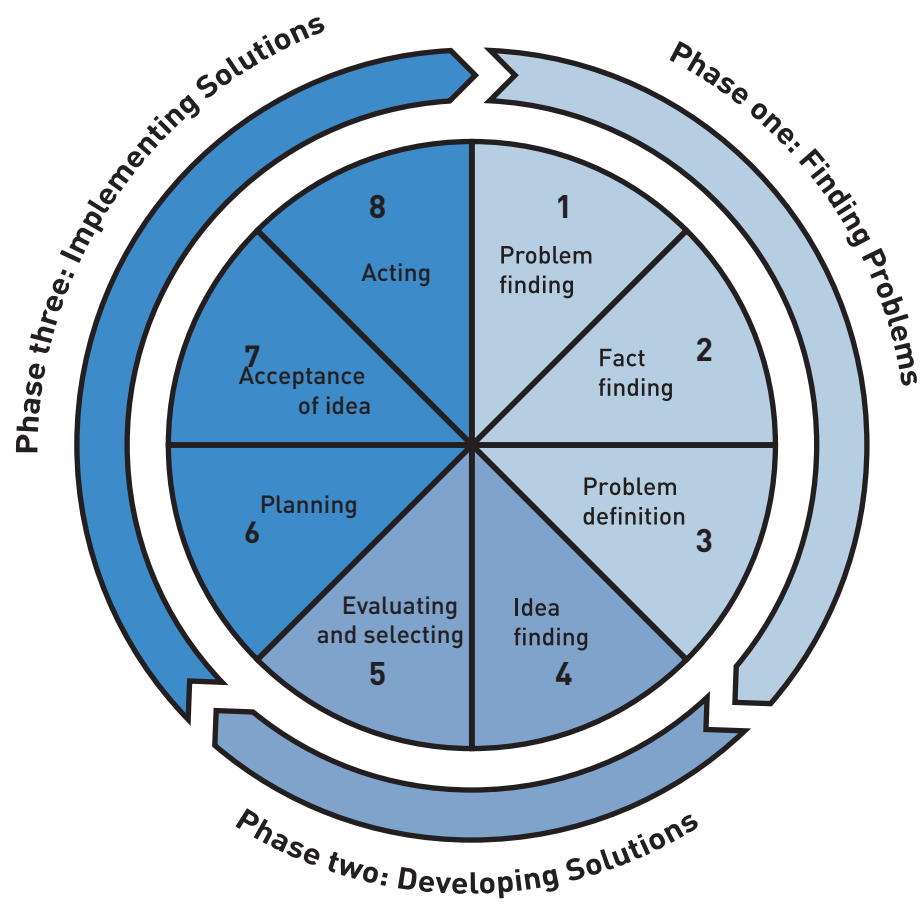 Phase one: Finding Problems
1
Problem
finding
2
Fact
finding
Problem
definition
3
Phase two: Developing Solutions
Idea
finding
4
Evaluating
and selecting
5
Phase three: Implementing Solutions
Planning
6
7
Acceptance
of idea
8
Acting